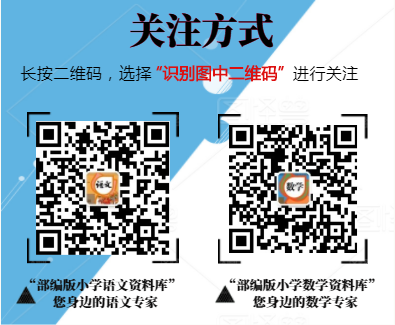 关注方式
长按二维码，选择“识别图中二维码”进行关注
语文
数学
“部编版小学语文资料库”
您身边的语文专家
“部编版小学数学资料库”
您身边的数学专家